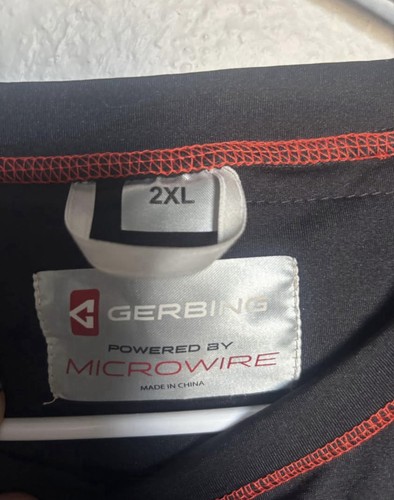 2XL
GERBING
POWERED BY
MICROWIRE
MADE IN CHINA